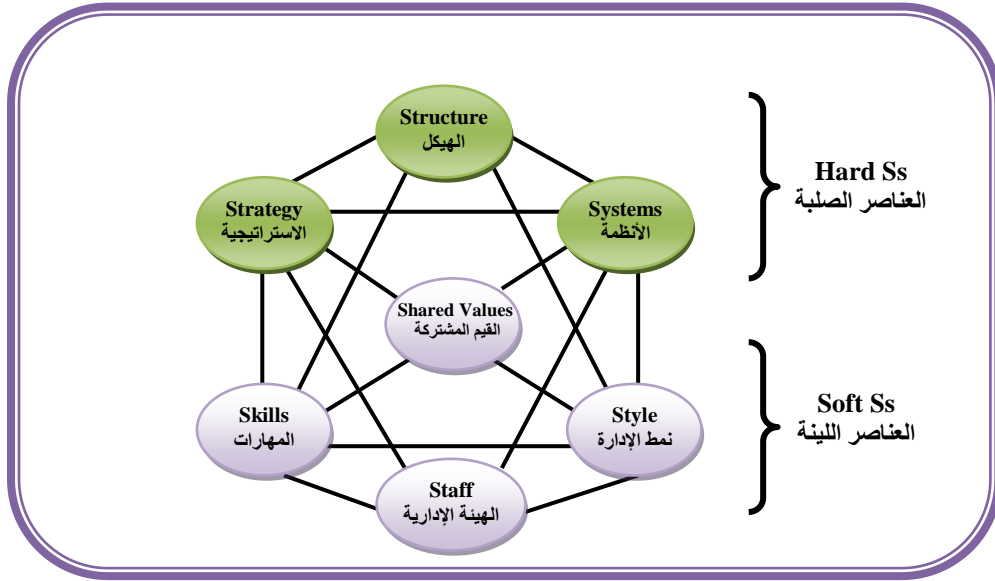 Structure
الهيكل
Strategy
الاستراتيجية
Systems
الأنظمة
Hard Ss
العناصر الصلبة
Shared Values
القيم المشتركة
Skills
المهارات
Style
نمط الإدارة
Soft Ss
العناصر اللينة
Staff
الهيئة الإدارية